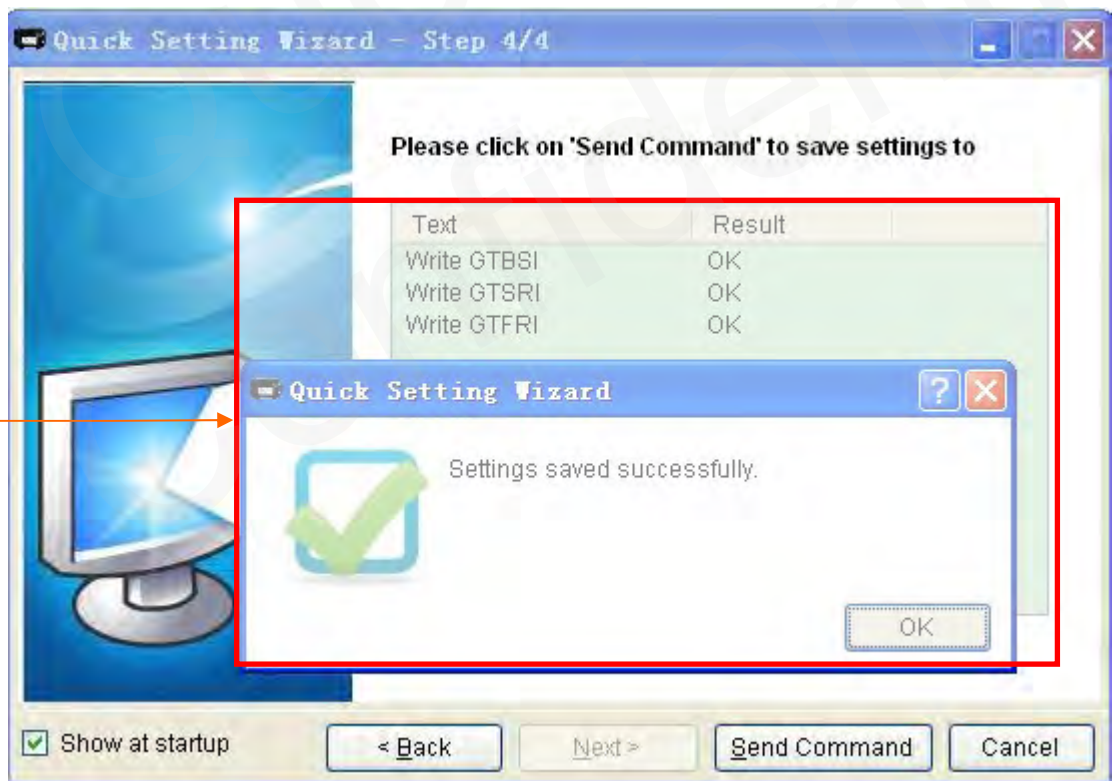 Quick Setting Wizard - Step 4/4
Please click on 'Send Command' to save settings to
Text Result
Write GTBSI OK
Write GTSRI OK
Write GTFRI OK
Quick Setting Wizard
Settings saved successfully.
OK
Show at startup < Back Next > Send Command Cancel